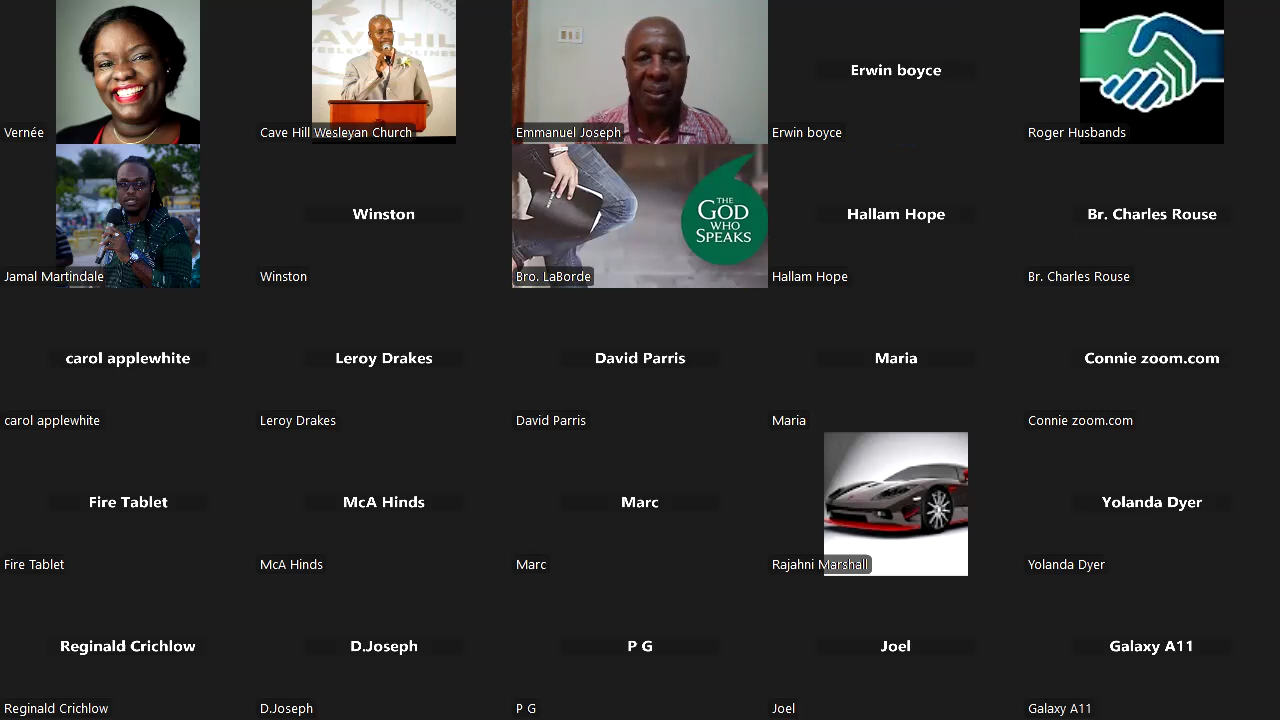 Erwin boyce
Vernée
Cave Hill Wesleyan Church
Emmanuel Joseph
Erwin boyce
Roger Husbands
Winston
THE
GOD
WHO
SPEAKS
Hallam Hope
Br. Charles Rouse
Jamal Martindale
Winston
Bro. LaBorde
Hallam Hope
Br. Charles Rouse
carol applewhite
Leroy Drakes
David Parris
Maria
Connie zoom.com
carol applewhite
Leroy Drakes
David Parris
Maria
Connie zoom.com
Fire Tablet
McA Hinds
Marc
Yolanda Dyer
Fire Tablet
McA Hinds
Marc
Rajahni Marshall
Yolanda Dyer
Reginald Crichlow
D.Joseph
P G
Joel
Galaxy A11
Reginald Crichlow
D.Joseph
P G
Joel
Galaxy A11